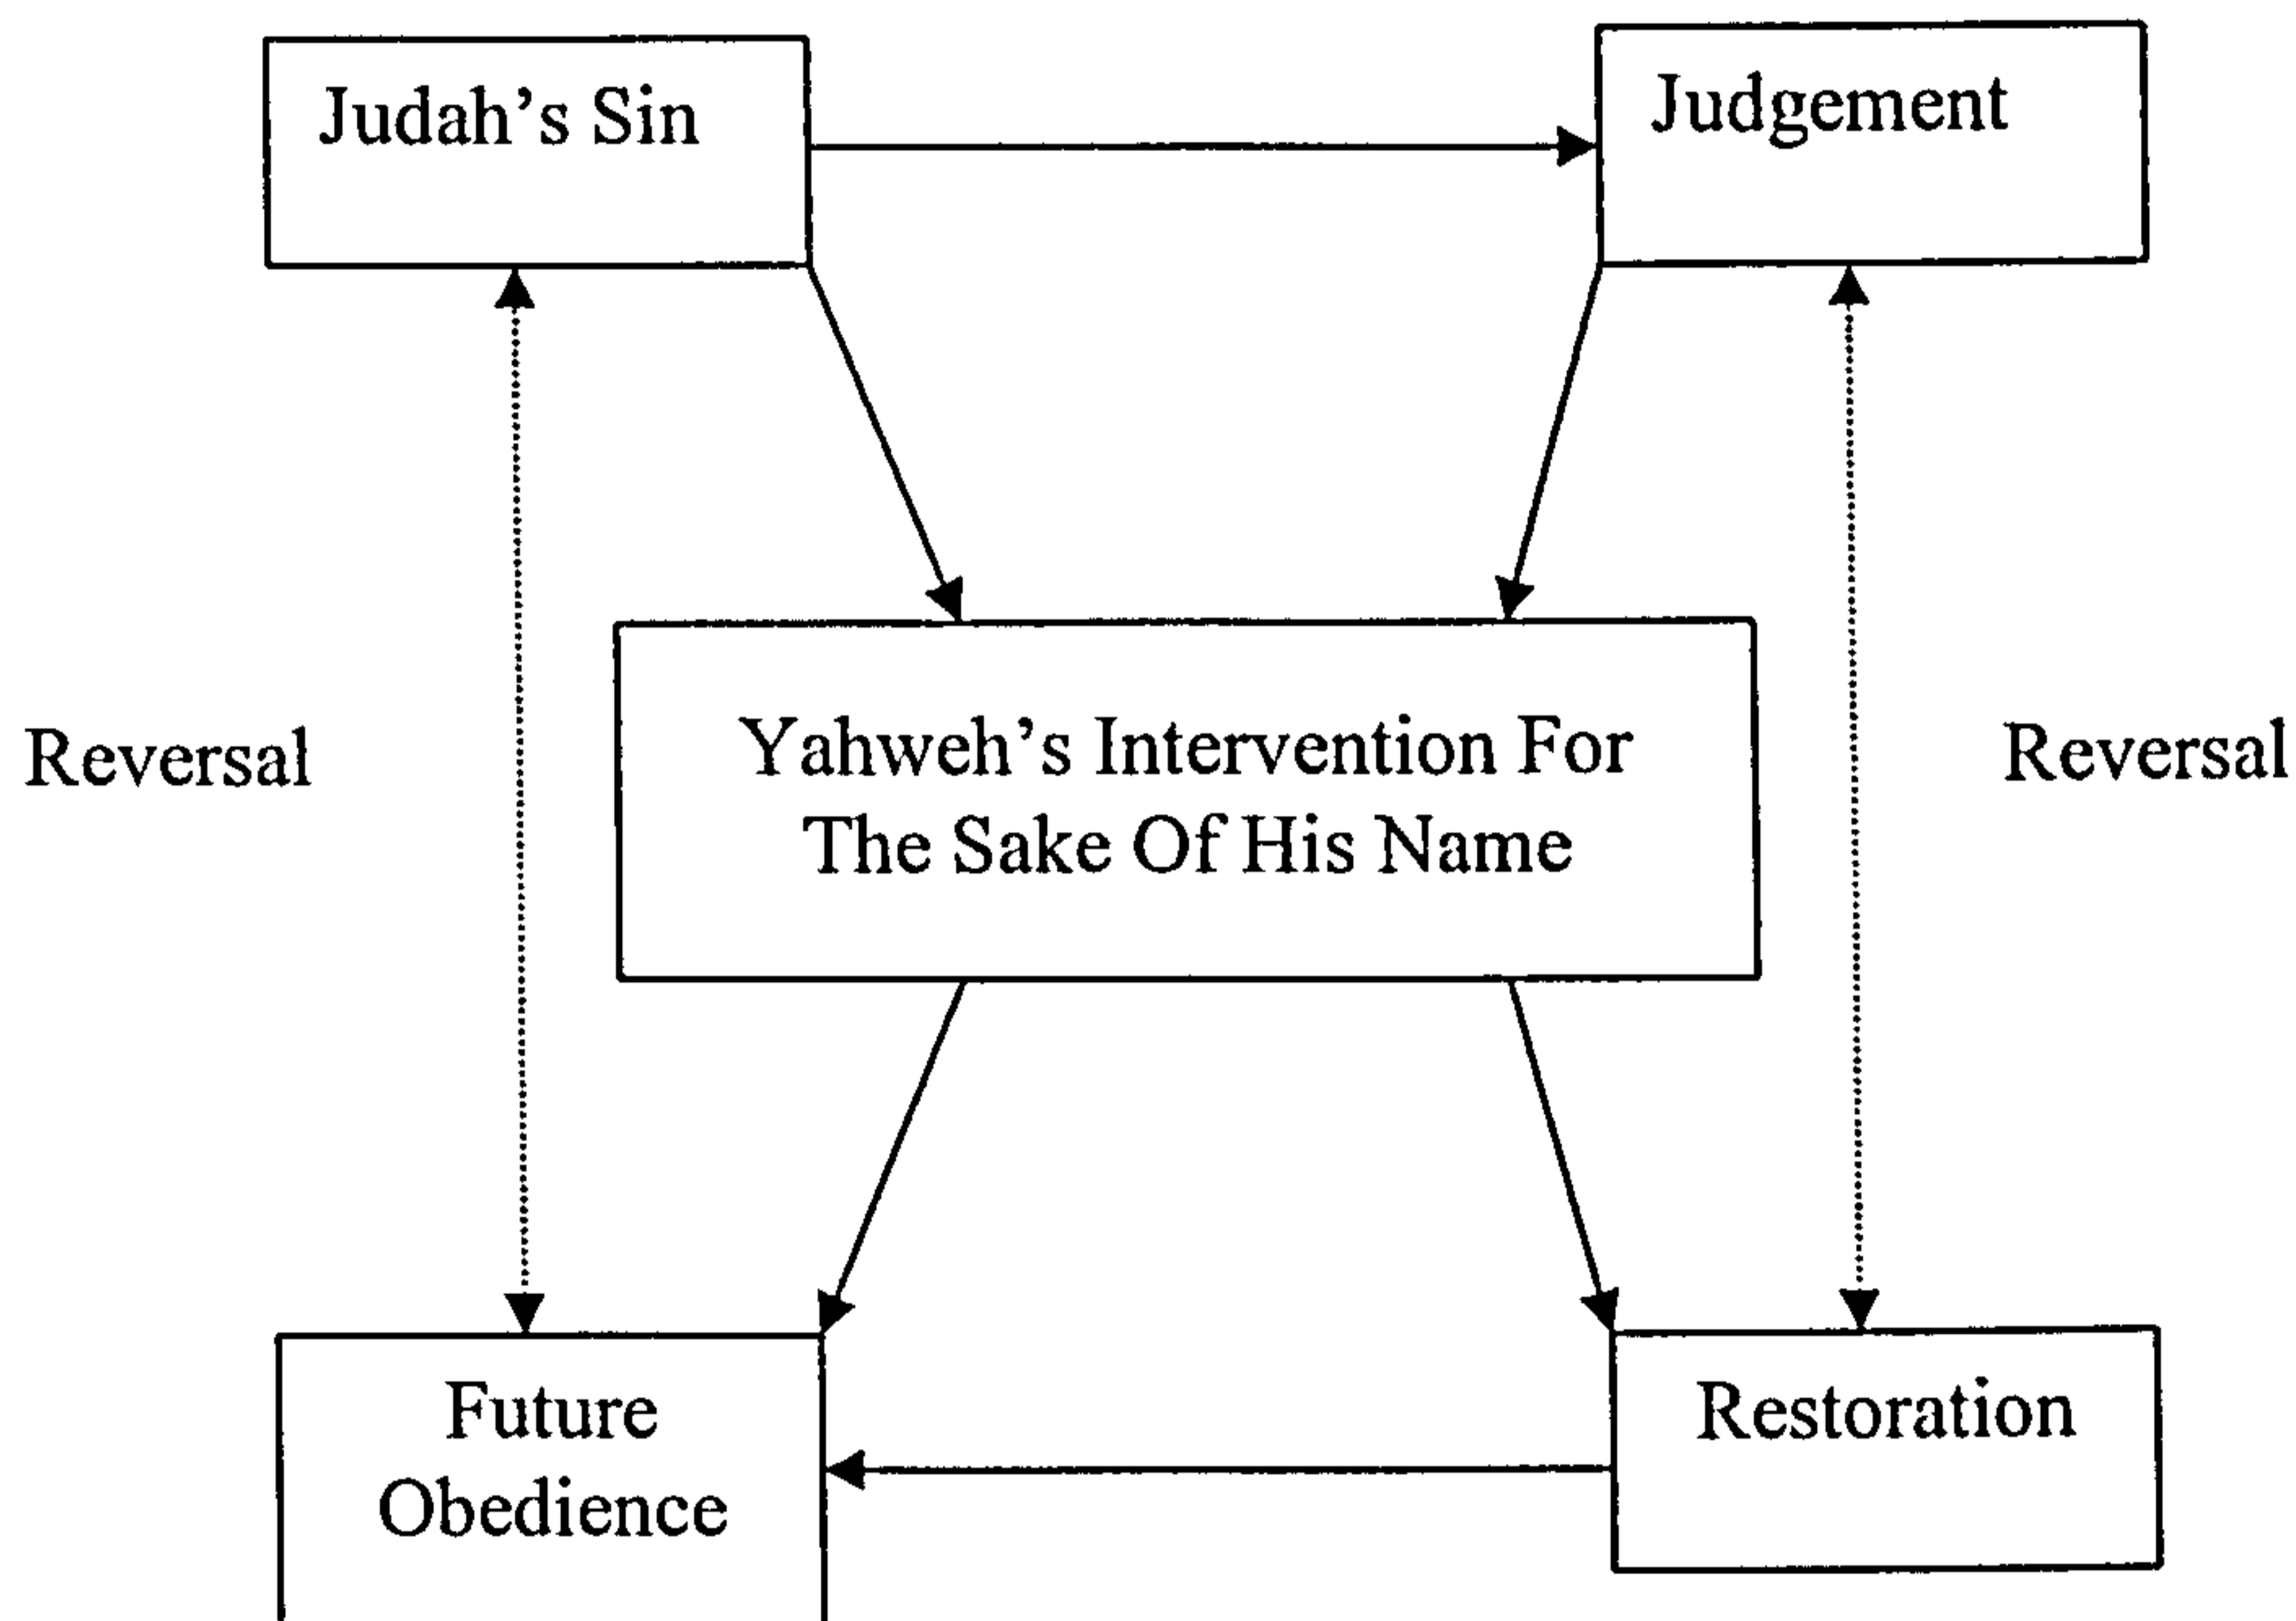 Judah's Sin
Judgement
Reversal
Yahweh's Intervention For
The Sake Of His Name
Reversal
Future
Obedience
Restoration